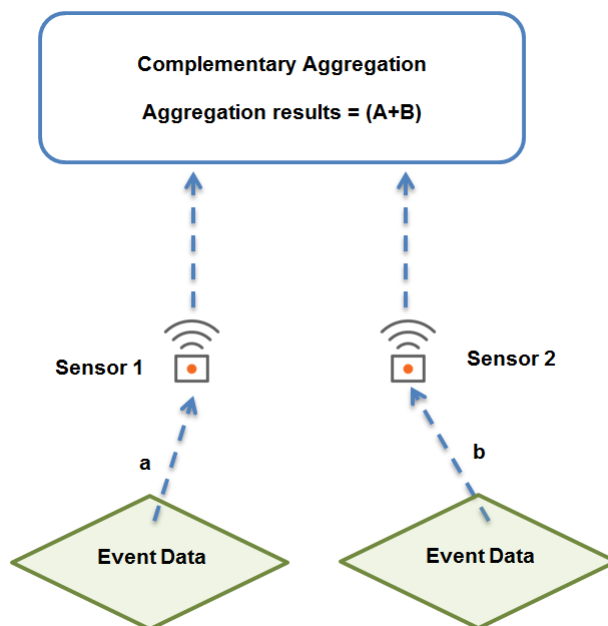 Complementary Aggregation
Aggregation results = (A+B)
Sensor 1
Sensor 2
a
b
Event Data
Event Data